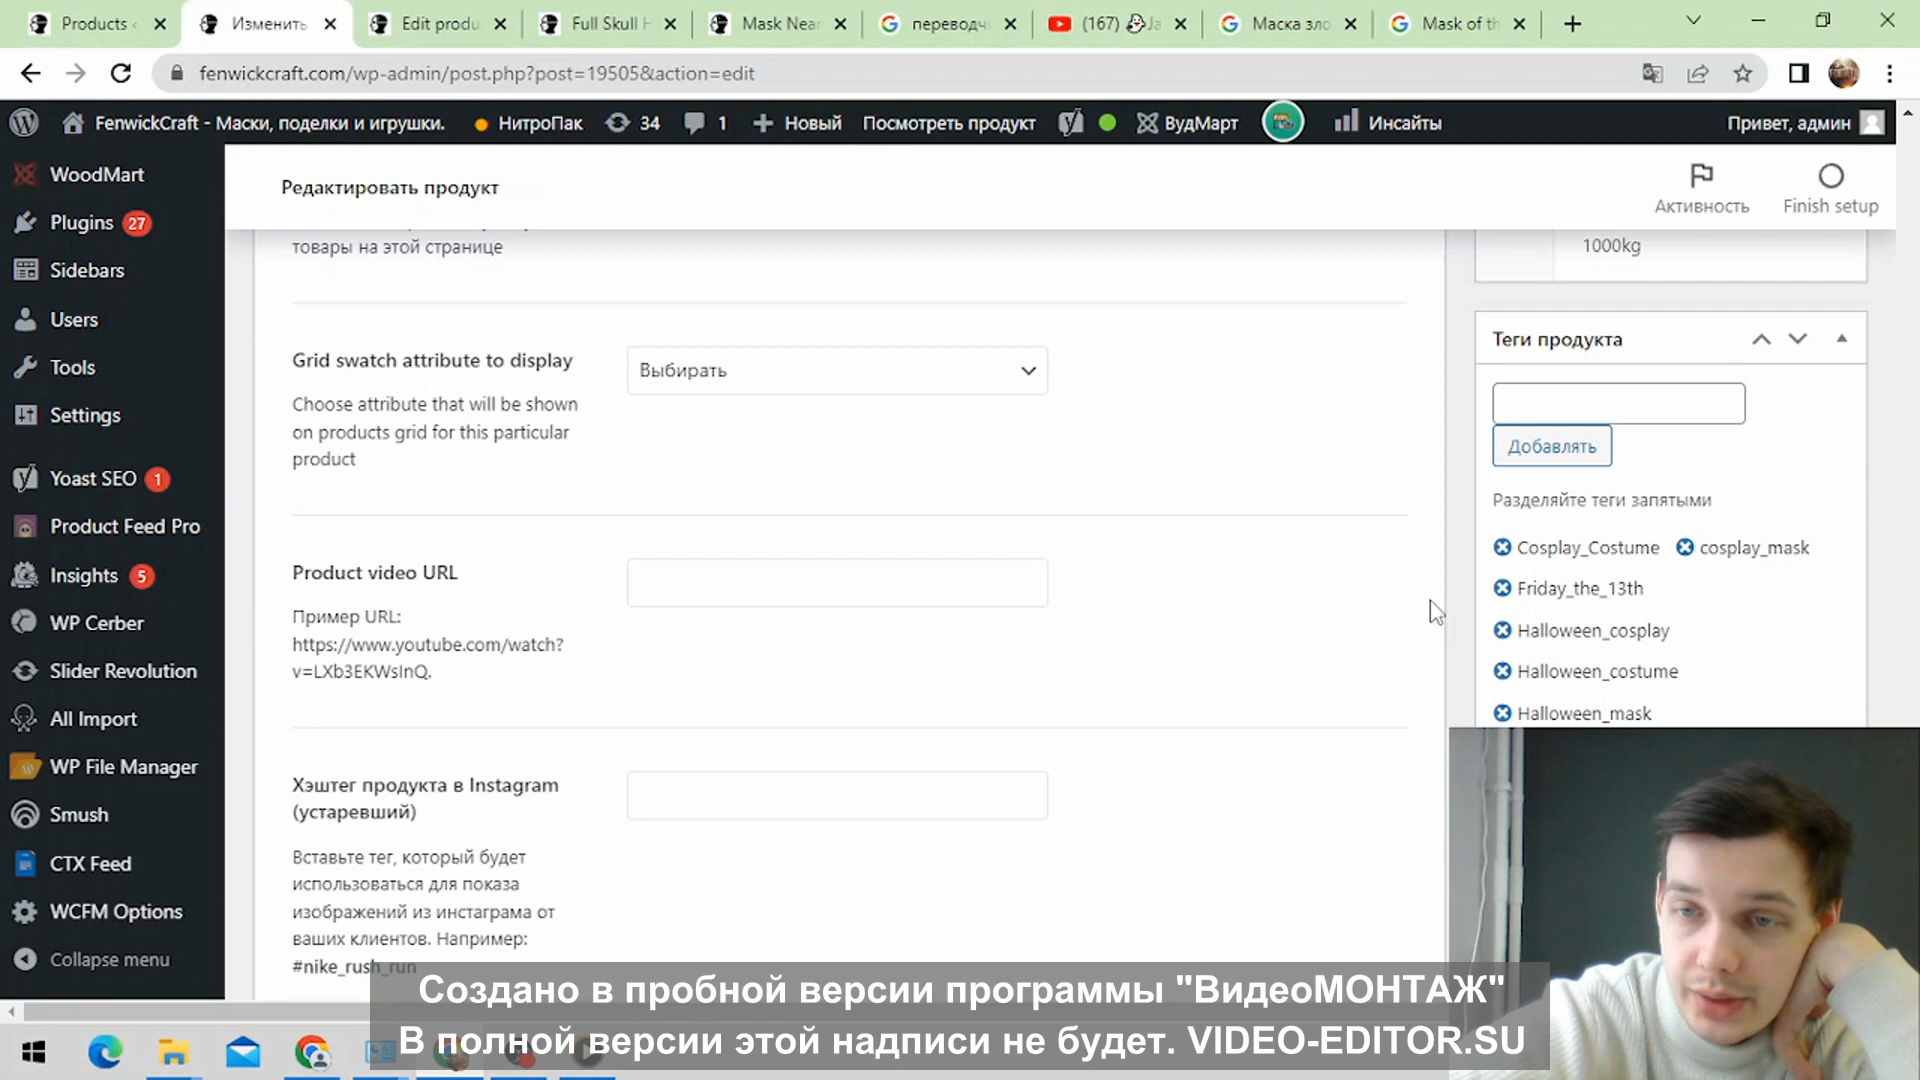 Products
Изменить
Edit produ
Full Skull H
Mask Near
переводч
(167) Ja
Маска зло
Mask of th
fenwickcraft.com/wp-admin/post.php?post=19505&action=edit
FenwickCraft - Маски, поделки и игрушки.
НитроПак
34
1
Новый
Посмотреть продукт
ВудМарт
Инсайты
Привет, админ
WoodMart
Plugins 27
Sidebars
Users
Tools
Settings
Yoast SEO 1
Product Feed Pro
Insights 5
WP Cerber
Slider Revolution
All Import
WP File Manager
Smush
CTX Feed
WCFM Options
Collapse menu
Редактировать продукт
Активность
Finish setup
товары на этой странице
Grid swatch attribute to display
Выбирать
Choose attribute that will be shown
on products grid for this particular
product
Product video URL
Пример URL:
https://www.youtube.com/watch?
v=LXb3EKWsInQ.
Хэштег продукта в Instagram
(устаревший)
Вставьте тег, который будет
использоваться для показа
изображений из инстаграма от
ваших клиентов. Например:
#nike_rush_run
1000kg
Теги продукта
Добавлять
Разделяйте теги запятыми
Cosplay_Costume
cosplay_mask
Friday_the_13th
Halloween_cosplay
Halloween_costume
Halloween_mask
Создано в пробной версии программы "ВидеоМОНТАЖ"
В полной версии этой надписи не будет. VIDEO-EDITOR.SU